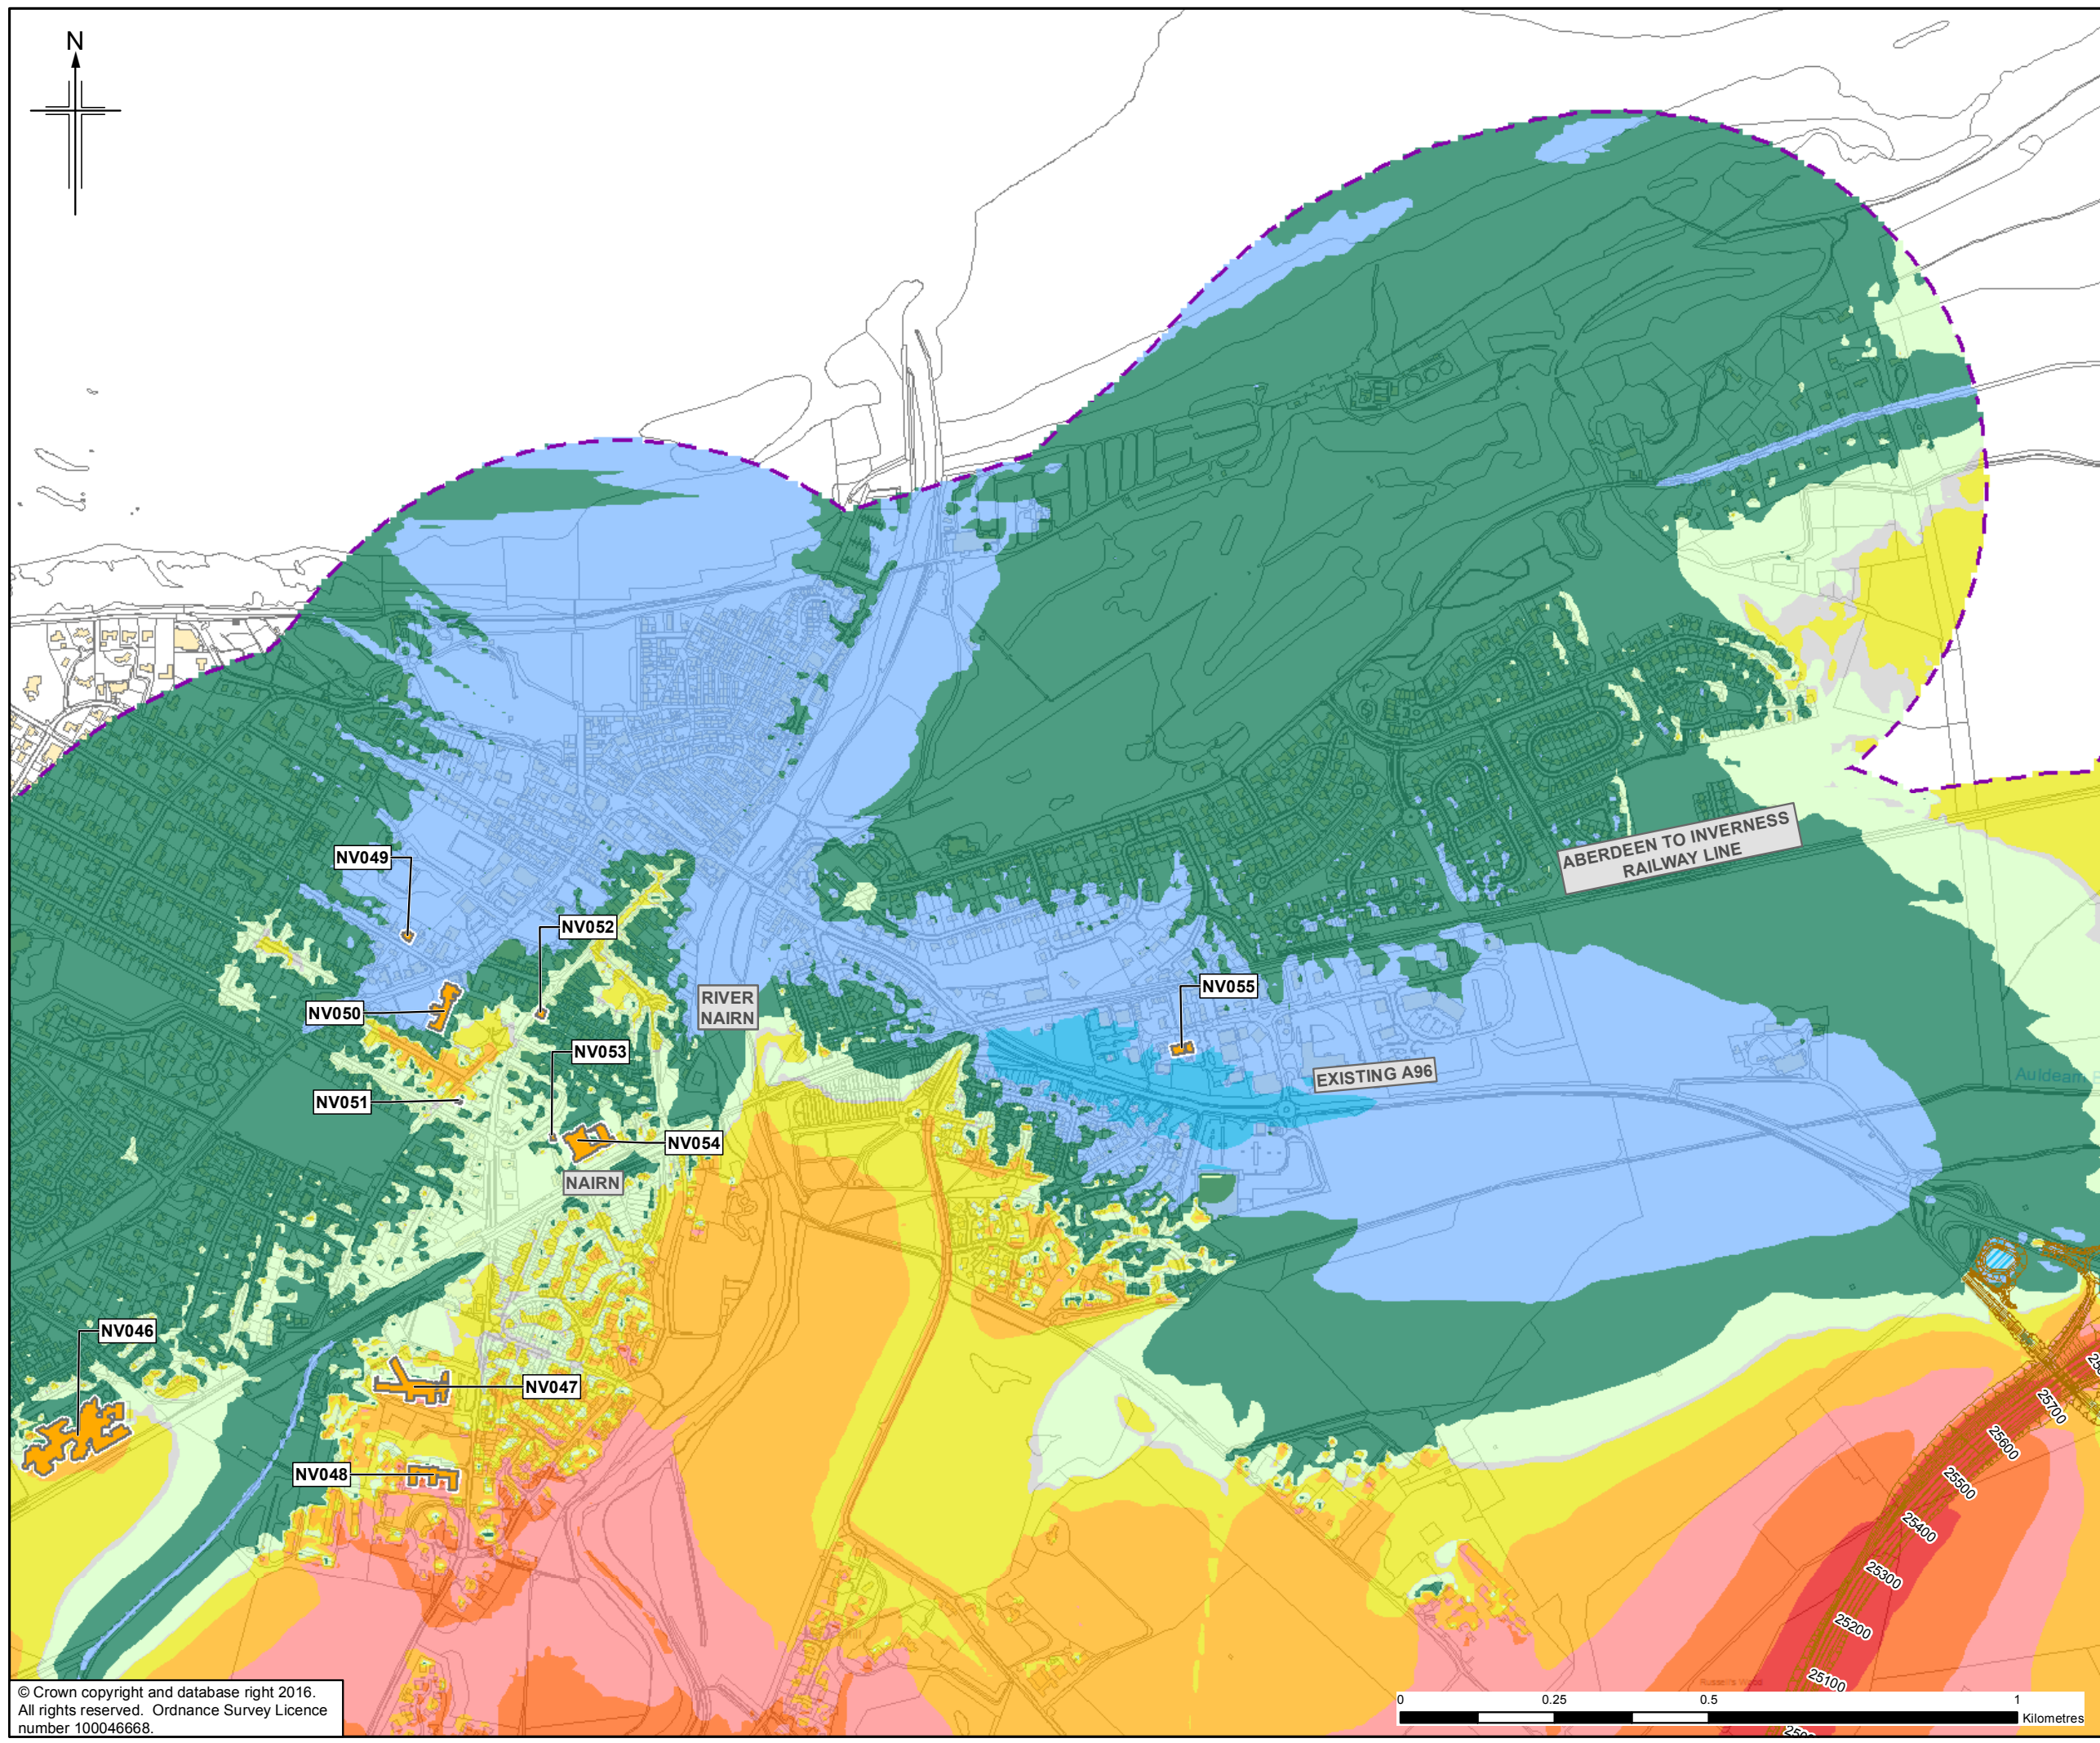 N
NV049
NV052
RIVER
NAIRN
NV050
NV055
ABERDEEN TO INVERNESS
RAILWAY LINE
NV053
EXISTING A96
NV051
NV054
NAIRN
NV046
NV047
NV048
25700
25600
25500
25400
25300
25200
25100
© Crown copyright and database right 2016.
All rights reserved. Ordnance Survey Licence
number 100046668.
0 0.25 0.5 1
Kilometres